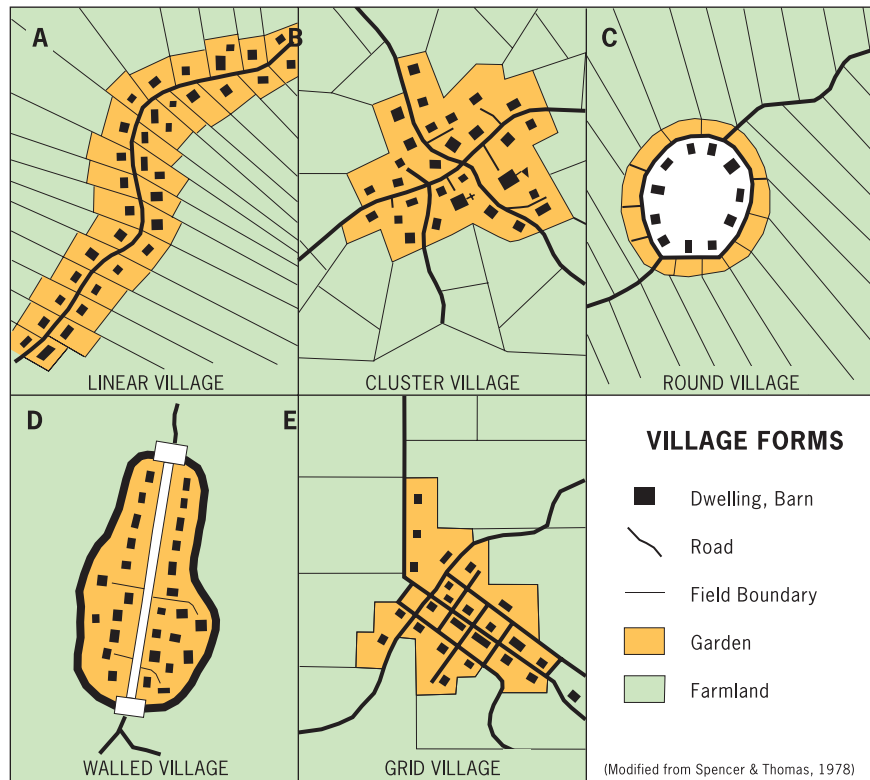 A
B
C
LINEAR VILLAGE
CLUSTER VILLAGE
ROUND VILLAGE
D
E
WALLED VILLAGE
GRID VILLAGE
VILLAGE FORMS
Dwelling, Barn
Road
Field Boundary
Garden
Farmland
(Modified from Spencer & Thomas, 1978)